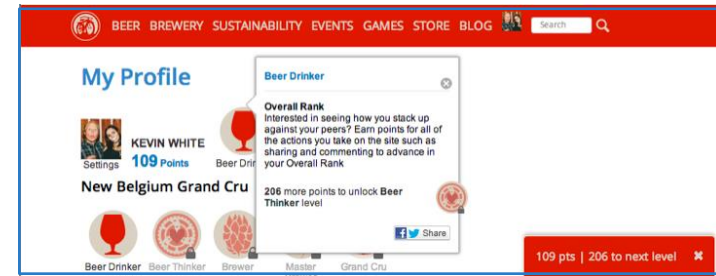 BEER BREWERY SUSTAINABILITY EVENTS GAMES STORE BLOG Search
My Profile
Beer Drinker
Overall Rank
Interested in seeing how you stack up
against your peers? Earn points for all of
the actions you take on the site such as
sharing and commenting to advance in
your Overall Rank
206 more points to unlock Beer
Thinker level
Share
KEVIN WHITE
109 Points
Settings
Beer Drin
New Belgium Grand Cru
Beer Drinker Beer Thinker Brewer Master Grand Cru
109 pts | 206 to next level